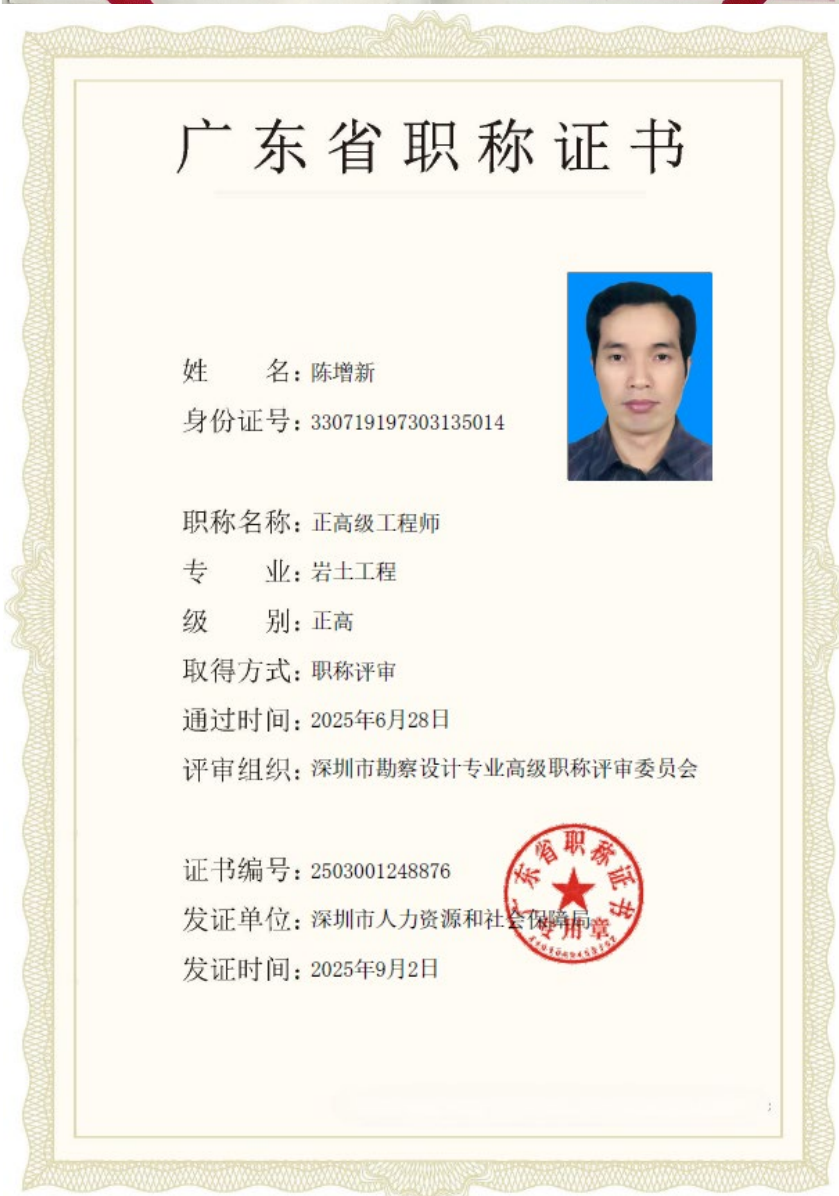 广东省职称证书
姓 名：陈增新
身份证号：330719197303135014
职称名称：正高级工程师
专 业：岩土工程
级 别：正高
取得方式：职称评审
通过时间：2025年6月28日
评审组织：深圳市勘察设计专业高级职称评审委员会
证书编号：2503001248876
发证单位：深圳市人力资源和社会保障局
发证时间：2025年9月2日
广东省职称证书
专用章